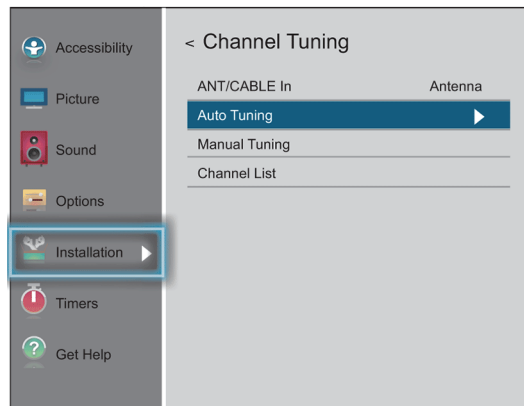 Accessibility
Picture
Sound
Options
Installation
Timers
Get Help
< Channel Tuning
ANT/CABLE In Antenna
Auto Tuning
Manual Tuning
Channel List